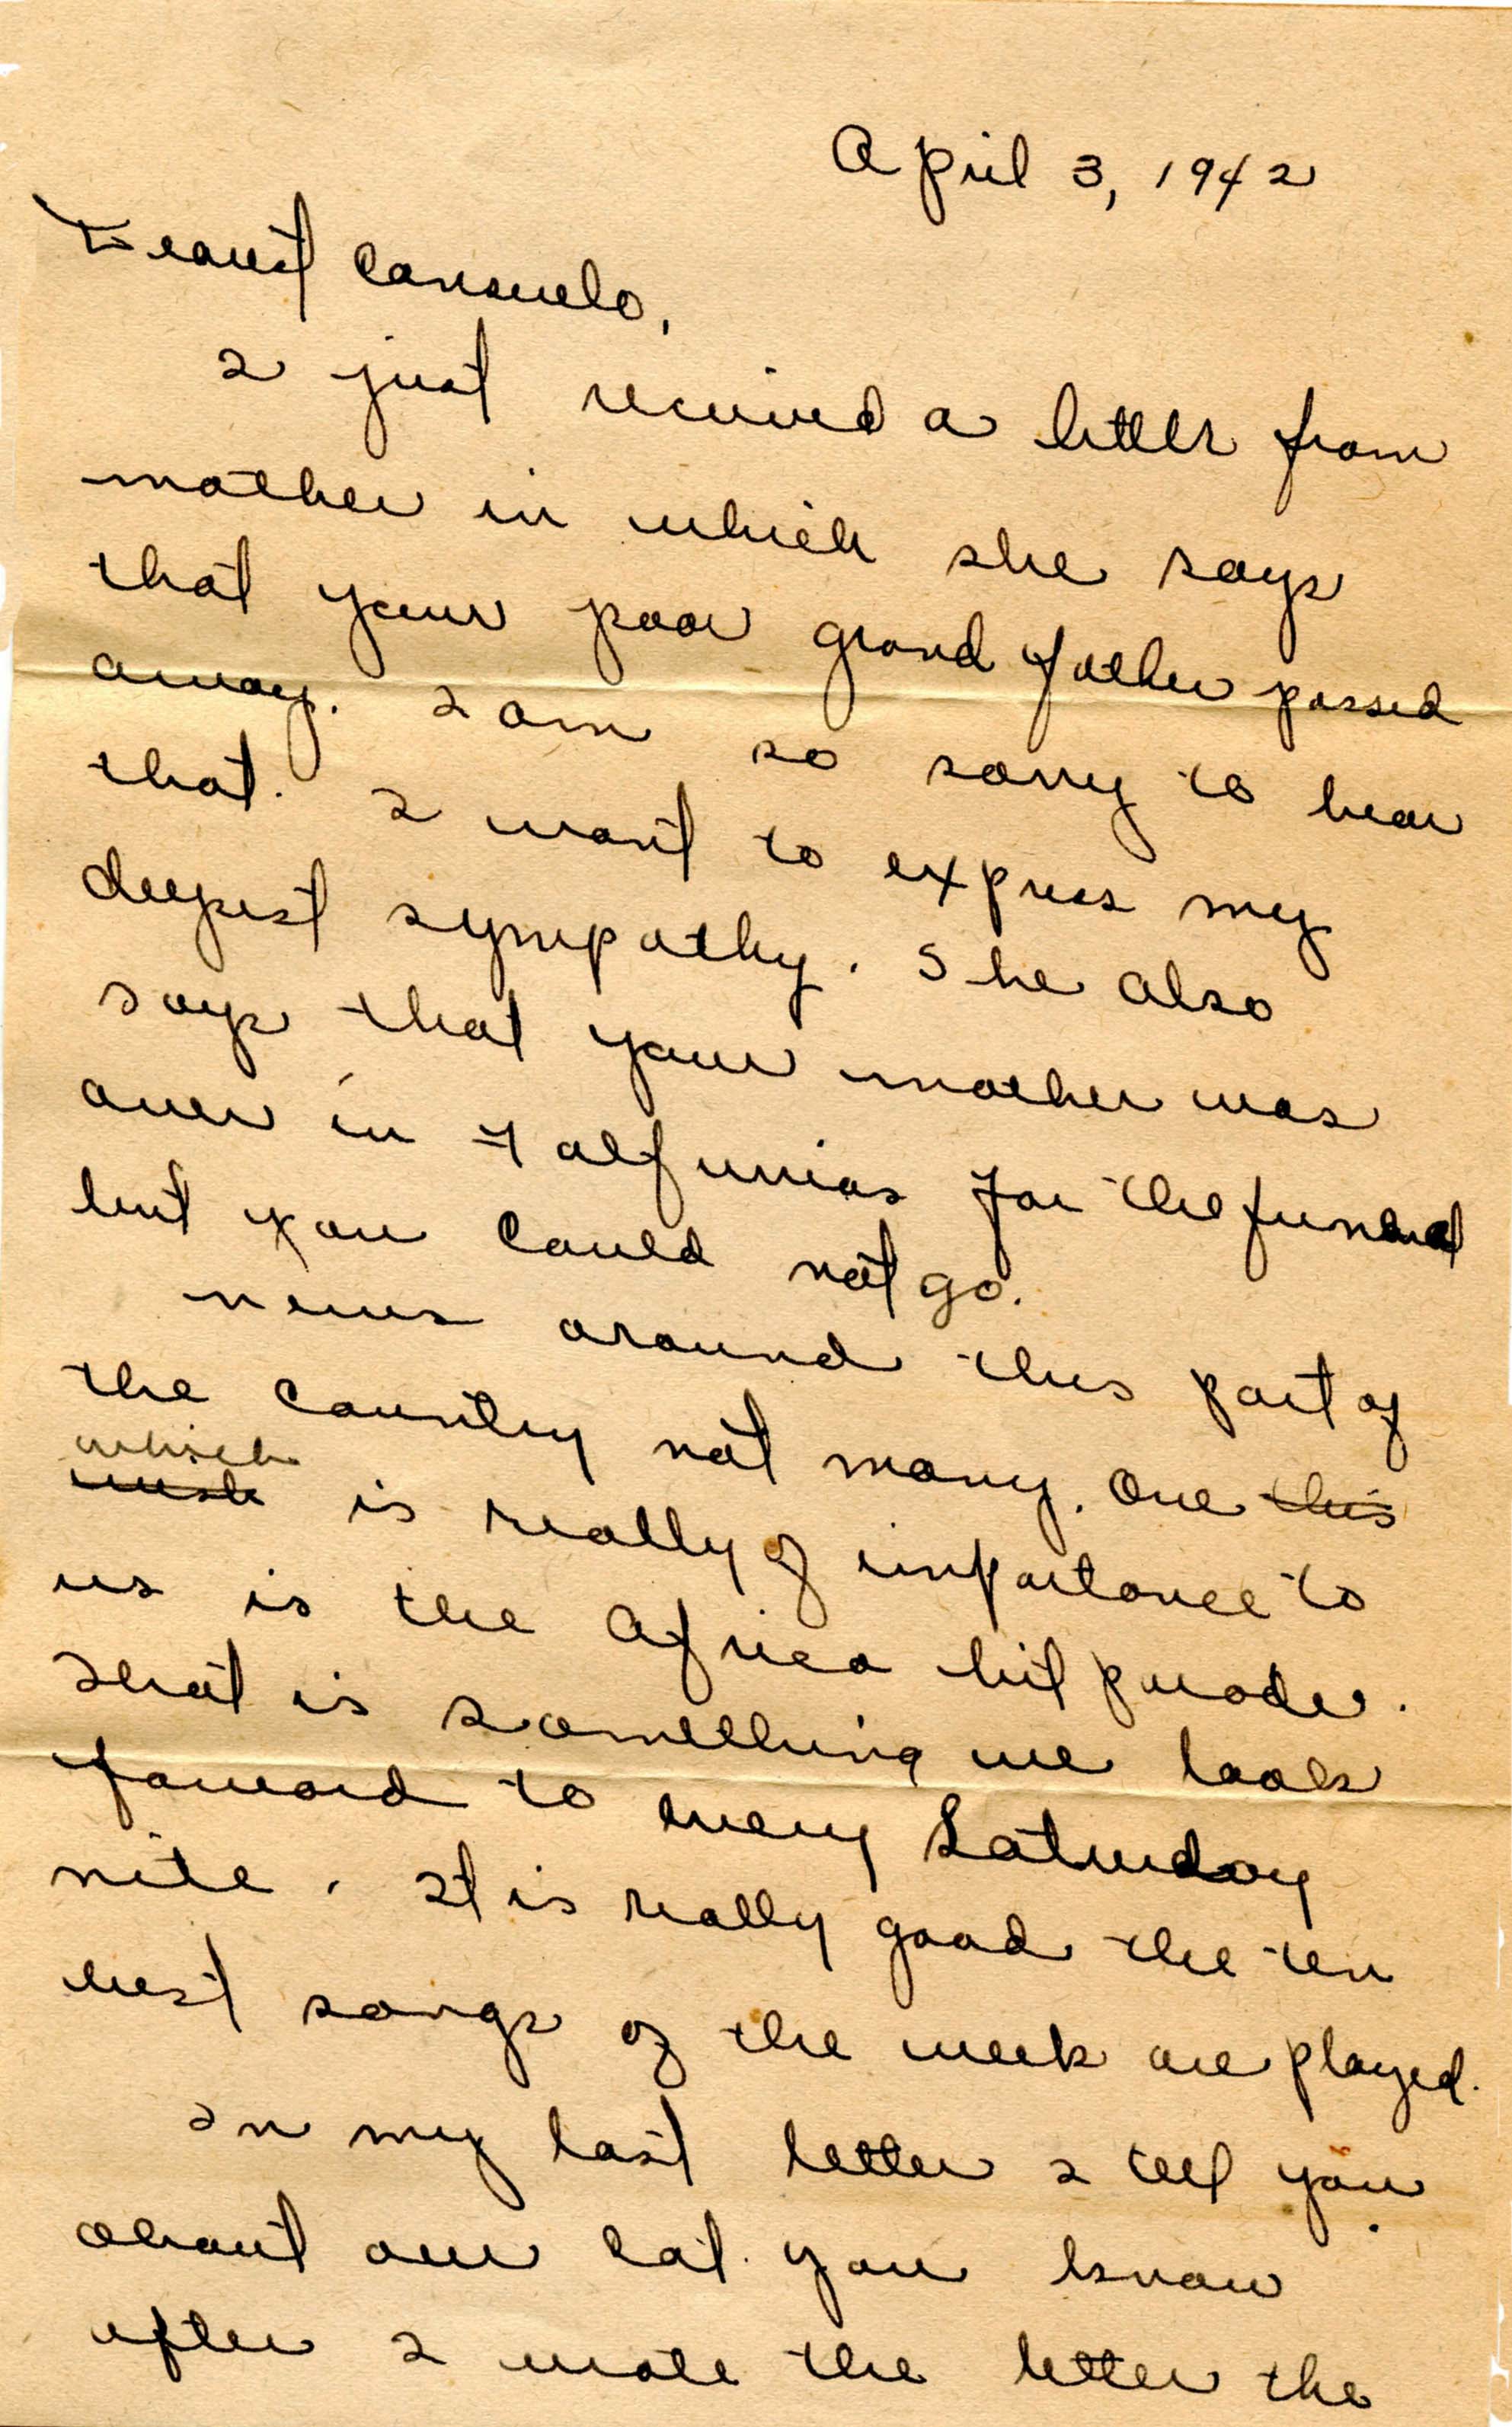 April 3, 1942
Dearest Consuelo,
I just received a letter from
mother in which she says
that your poor grand father passed
away. I am so sorry to hear
that. I want to express my
deepest sympathy. She also
says that your mother was
over in Falfurrias for the funeral
but you could not go.
news around this part of
the country not many. One this
which
is really of importance to
us is the Africa hit parade.
That is something we look
forward to every Saturday
nite. It is really good the ten
best songs of the week are played.
In my last letter I tell you
about our cat. you know
after I wrote the letter the